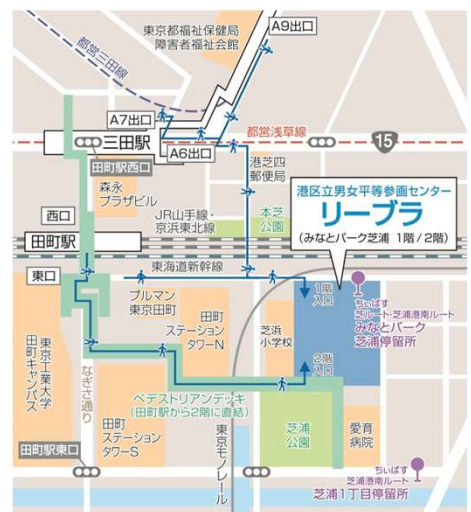 東京都福祉保健局
障害者福祉会館
A9出口
都営三田線
A7出口
三田駅
都営浅草線
15
A6出口
田町駅西口
港芝四
郵便局
森永
プラザビル
港区立男女平等参画センター
リーブラ
(みなとパーク芝浦 1階/2階)
西口
JR山手線・
京浜東北線
本芝
公園
田町駅
東口
東海道新幹線
1階
入口
ちぃばす
芝ルート・芝浦港南ルート
みなとパーク
芝浦停留所
プルマン
東京田町
田町
ステーション
タワーN
芝浜
小学校
2階
入口
東京工業大学
田町キャンパス
なぎさ通り
ペデストリアンデッキ
(田町駅から2階に直結)
田町
ステーション
タワーS
東京モノレール
芝浦
公園
愛育
病院
田町駅東口
ちぃばす
芝浦港南ルート
芝浦1丁目停留所